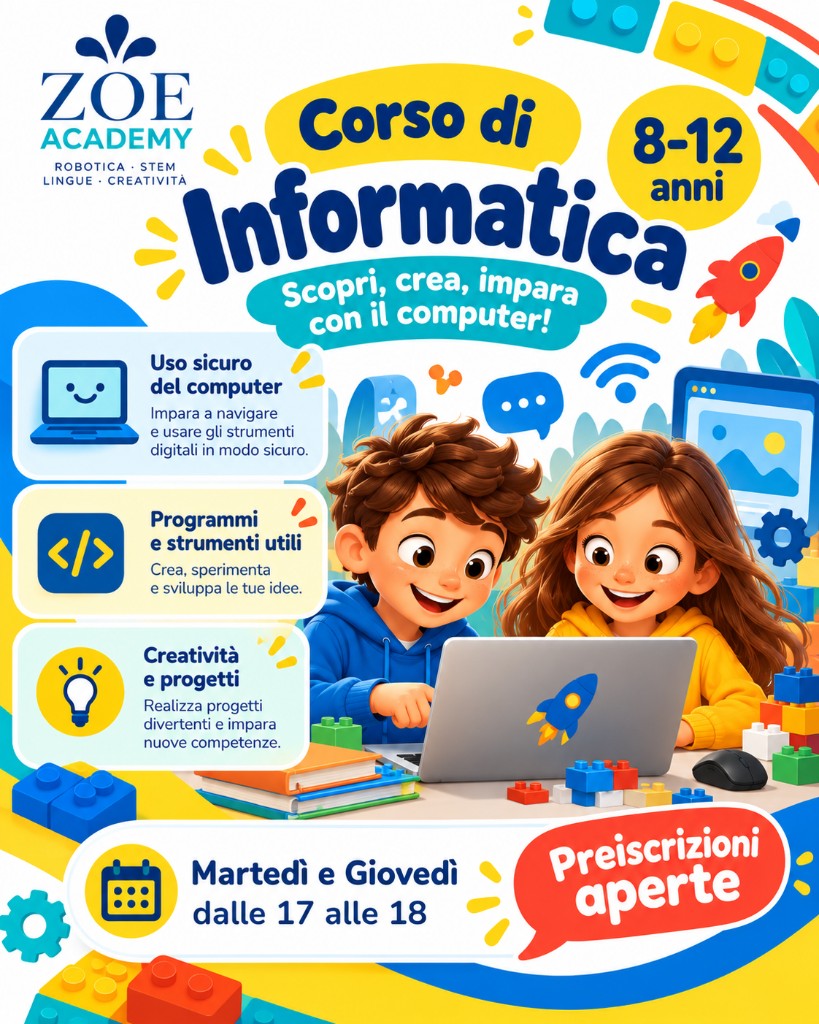 ZOE
ACADEMY
ROBOTICA · STEM
LINGUE · CREATIVITÀ
Corso di
Informatica
8-12
anni
Scopri, crea, impara
con il computer!
Uso sicuro
del computer
Impara a navigare
e usare gli strumenti
digitali in modo sicuro.
Programmi
e strumenti utili
Crea, sperimenta
e sviluppa le tue idee.
Creatività
e progetti
Realizza progetti
divertenti e impara
nuove competenze.
Martedì e Giovedì
dalle 17 alle 18
Preiscrizioni
aperte